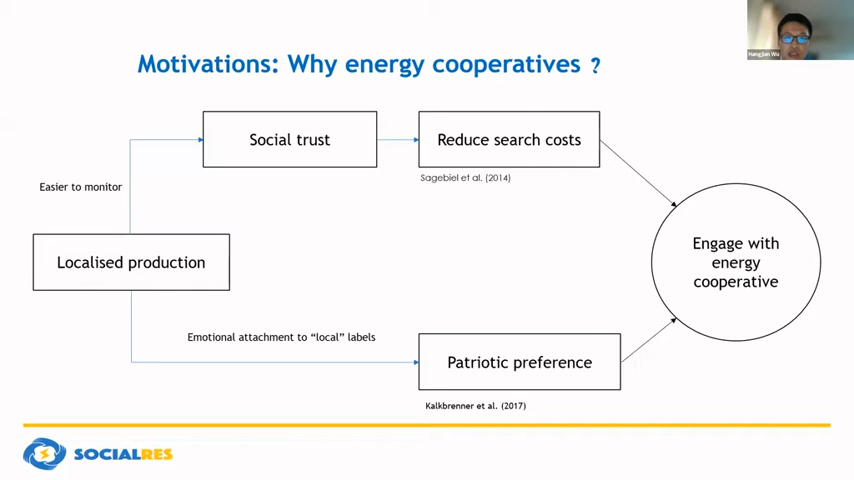 Motivations: Why energy cooperatives ?
HangJian Wu
Social trust
Reduce search costs
Sagebiel et al. (2014)
Easier to monitor
Localised production
Engage with
energy
cooperative
Emotional attachment to “local” labels
Patriotic preference
Kalkbrenner et al. (2017)
SOCIALRES